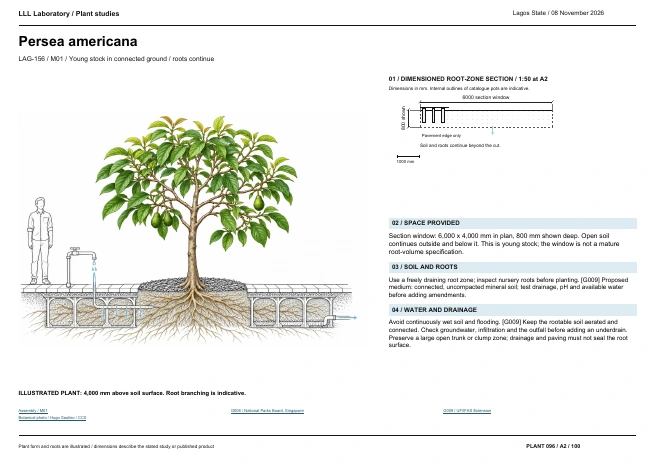 LLL Laboratory / Plant studies
Lagos State / 08 November 2026
Persea americana
LAG-156 / M01 / Young stock in connected ground / roots continue
01 / DIMENSIONED ROOT-ZONE SECTION / 1:50 at A2
Dimensions in mm. Internal outlines of catalogue pots are indicative.
6000 section window
800 shown
Pavement edge only
Soil and roots continue beyond the cut.
1000 mm
02 / SPACE PROVIDED
Section window: 6,000 x 4,000 mm in plan, 800 mm shown deep. Open soil
continues outside and below it. This is young stock; the window is not a mature
root-volume specification.
03 / SOIL AND ROOTS
Use a freely draining root zone; inspect nursery roots before planting. [G009] Proposed
medium: connected, uncompacted mineral soil; test drainage, pH and available water
before adding amendments.
04 / WATER AND DRAINAGE
Avoid continuously wet soil and flooding. [G009] Keep the rootable soil aerated and
connected. Check groundwater, infiltration and the outfall before adding an underdrain.
Preserve a large open trunk or clump zone; drainage and paving must not seal the root
surface.
ILLUSTRATED PLANT: 4,000 mm above soil surface. Root branching is indicative.
Assembly / M01
/ National Parks Board, Singapore
G009 / UF/IFAS Extension
Botanical photo / Hugo Seañor / CC0
Plant form and roots are illustrated / dimensions describe the stated study or published product
PLANT 096 / A2 / 100